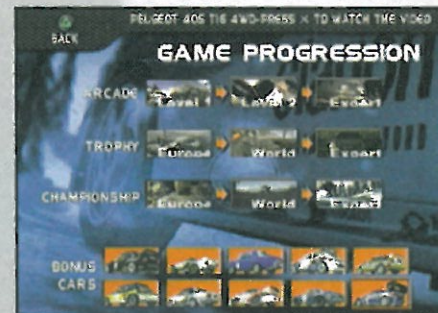 PEUGEOT 405 T16 4WD-PRESS × TO WATCH THE VIDEO
BACK
GAME PROGRESSION
ARCADE Level 1 Level 2 Expert
TROPHY Europe World Expert
CHAMPIONSHIP Europe World Expert
BONUS
CARS